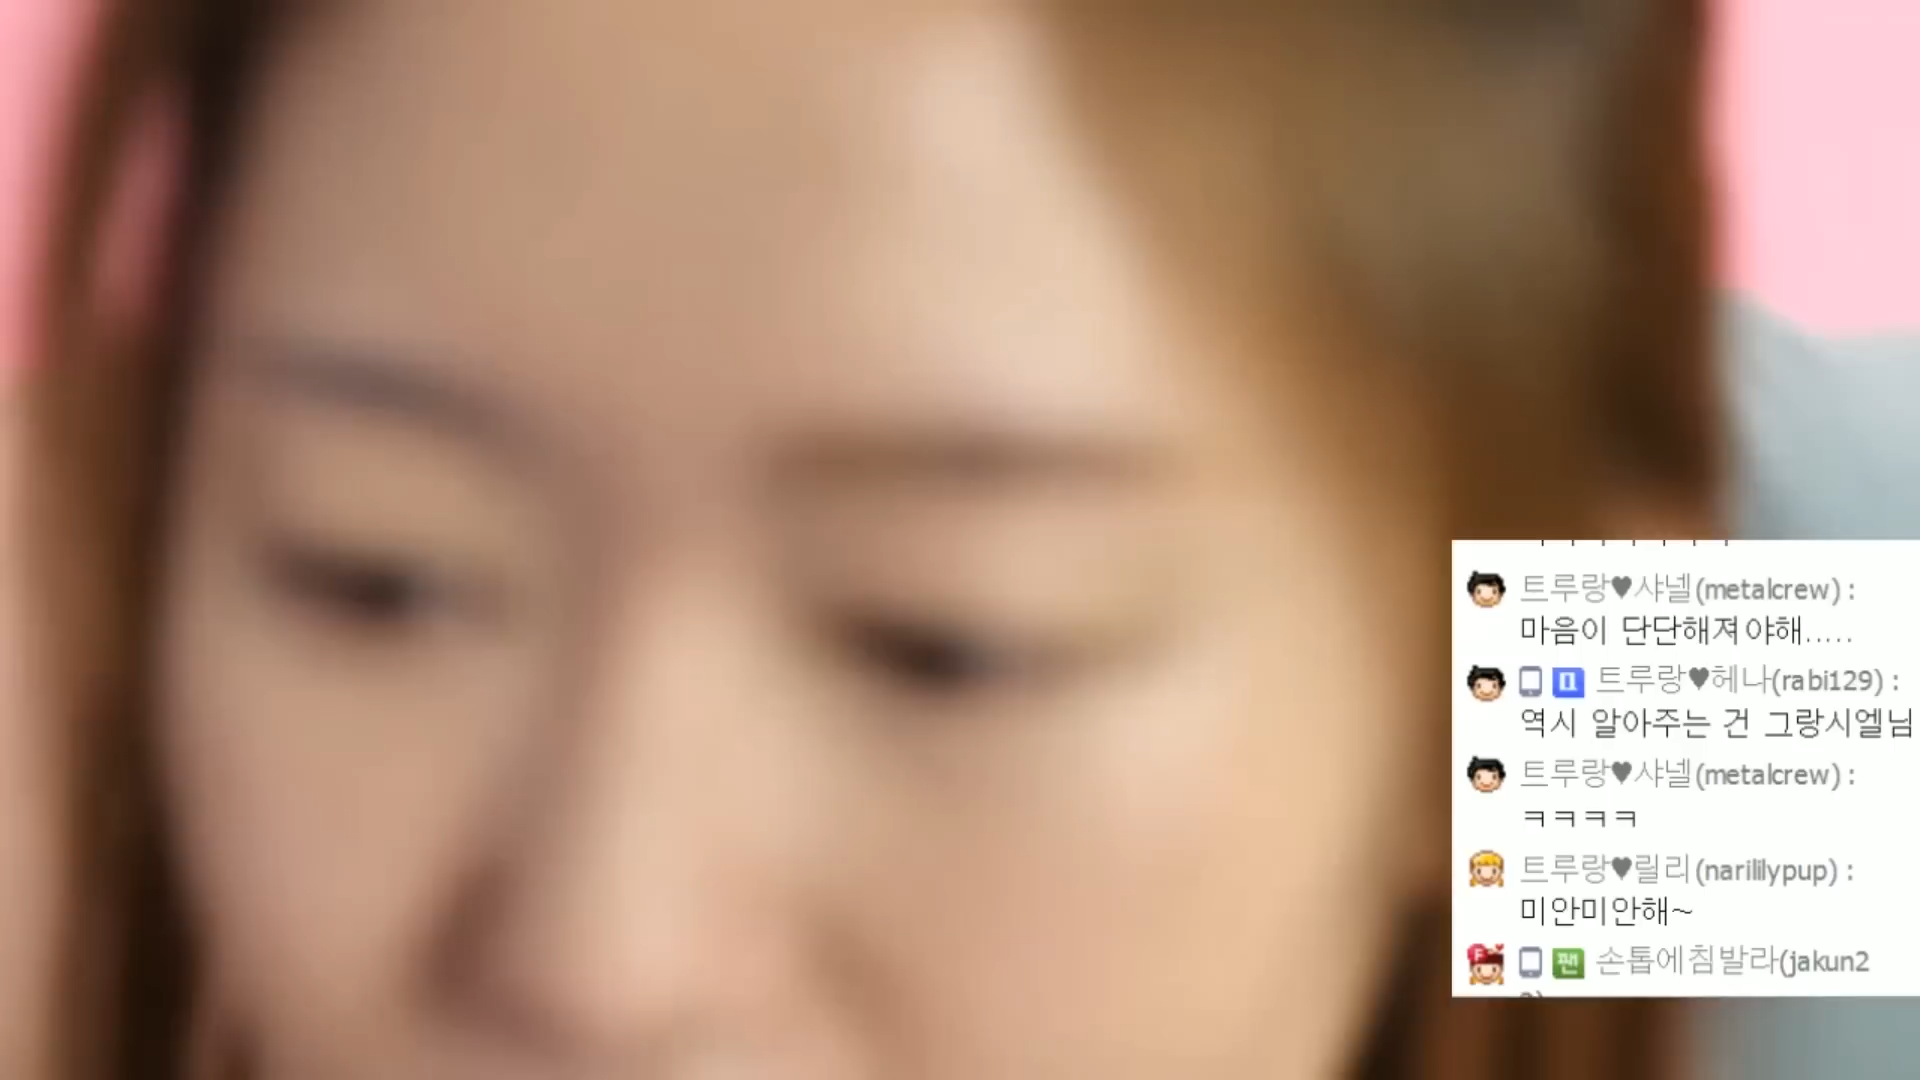 트루랑♥샤넬(metalcrew) :
마음이 단단해져야해.....
트루랑♥헤나(rabi129) :
역시 알아주는 건 그랑시엘님
트루랑♥샤넬(metalcrew) :
ㅋㅋㅋㅋ
트루랑♥릴리(narililypup) :
미안미안해~
팬 손톱에침발라(jakun2